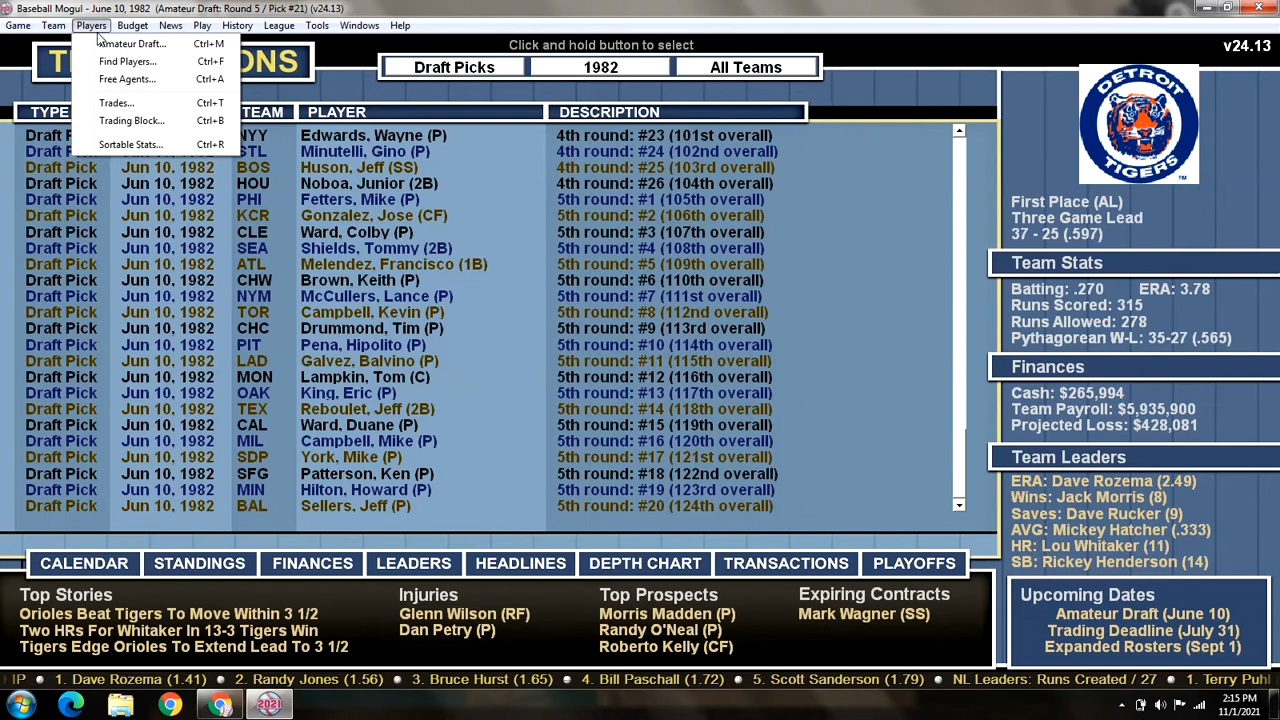 Baseball Mogul - June 10, 1982 (Amateur Draft: Round 5 / Pick #21) (v24.13)
Game Team Players Budget News Play History League Tools Windows Help
Amateur Draft... Ctrl+M
Find Players... Ctrl+F
Free Agents... Ctrl+A
Trades... Ctrl+T
Trading Block... Ctrl+B
Sortable Stats... Ctrl+R
Click and hold button to select
v24.13
Draft Picks 1982 All Teams
TYPE TEAM PLAYER DESCRIPTION
Draft Pick Jun 10, 1982 NYY Edwards, Wayne (P) 4th round: #23 (101st overall)
Draft Pick Jun 10, 1982 STL Minutelli, Gino (P) 4th round: #24 (102nd overall)
Draft Pick Jun 10, 1982 BOS Huson, Jeff (SS) 4th round: #25 (103rd overall)
Draft Pick Jun 10, 1982 HOU Noboa, Junior (2B) 4th round: #26 (104th overall)
Draft Pick Jun 10, 1982 PHI Fetters, Mike (P) 5th round: #1 (105th overall)
Draft Pick Jun 10, 1982 KCR Gonzalez, Jose (CF) 5th round: #2 (106th overall)
Draft Pick Jun 10, 1982 CLE Ward, Colby (P) 5th round: #3 (107th overall)
Draft Pick Jun 10, 1982 SEA Shields, Tommy (2B) 5th round: #4 (108th overall)
Draft Pick Jun 10, 1982 ATL Melendez, Francisco (1B) 5th round: #5 (109th overall)
Draft Pick Jun 10, 1982 CHW Brown, Keith (P) 5th round: #6 (110th overall)
Draft Pick Jun 10, 1982 NYM McCullers, Lance (P) 5th round: #7 (111st overall)
Draft Pick Jun 10, 1982 TOR Campbell, Kevin (P) 5th round: #8 (112nd overall)
Draft Pick Jun 10, 1982 CHC Drummond, Tim (P) 5th round: #9 (113rd overall)
Draft Pick Jun 10, 1982 PIT Pena, Hipolito (P) 5th round: #10 (114th overall)
Draft Pick Jun 10, 1982 LAD Galvez, Balvino (P) 5th round: #11 (115th overall)
Draft Pick Jun 10, 1982 MON Lampkin, Tom (C) 5th round: #12 (116th overall)
Draft Pick Jun 10, 1982 OAK King, Eric (P) 5th round: #13 (117th overall)
Draft Pick Jun 10, 1982 TEX Reboulet, Jeff (2B) 5th round: #14 (118th overall)
Draft Pick Jun 10, 1982 CAL Ward, Duane (P) 5th round: #15 (119th overall)
Draft Pick Jun 10, 1982 MIL Campbell, Mike (P) 5th round: #16 (120th overall)
Draft Pick Jun 10, 1982 SDP York, Mike (P) 5th round: #17 (121st overall)
Draft Pick Jun 10, 1982 SFG Patterson, Ken (P) 5th round: #18 (122nd overall)
Draft Pick Jun 10, 1982 MIN Hilton, Howard (P) 5th round: #19 (123rd overall)
Draft Pick Jun 10, 1982 BAL Sellers, Jeff (P) 5th round: #20 (124th overall)
DETROIT
TIGERS
First Place (AL)
Three Game Lead
37 - 25 (.597)
Team Stats
Batting: .270 ERA: 3.78
Runs Scored: 315
Runs Allowed: 278
Pythagorean W-L: 35-27 (.565)
Finances
Cash: $265,994
Team Payroll: $5,935,900
Projected Loss: $428,081
Team Leaders
ERA: Dave Rozema (2.49)
Wins: Jack Morris (8)
Saves: Dave Rucker (9)
AVG: Mickey Hatcher (.333)
HR: Lou Whitaker (11)
SB: Rickey Henderson (14)
CALENDAR STANDINGS FINANCES LEADERS HEADLINES DEPTH CHART TRANSACTIONS PLAYOFFS
Top Stories
Orioles Beat Tigers To Move Within 3 1/2
Two HRs For Whitaker In 13-3 Tigers Win
Tigers Edge Orioles To Extend Lead To 3 1/2
Injuries
Glenn Wilson (RF)
Dan Petry (P)
Top Prospects
Morris Madden (P)
Randy O'Neal (P)
Roberto Kelly (CF)
Expiring Contracts
Mark Wagner (SS)
Upcoming Dates
Amateur Draft (June 10)
Trading Deadline (July 31)
Expanded Rosters (Sept 1)
IP • 1. Dave Rozema (1.41) • 2. Randy Jones (1.56) • 3. Bruce Hurst (1.65) • 4. Bill Paschall (1.72) • 5. Scott Sanderson (1.79) • NL Leaders: Runs Created / 27 • 1. Terry Puhl
2021
2:15 PM
11/1/2021